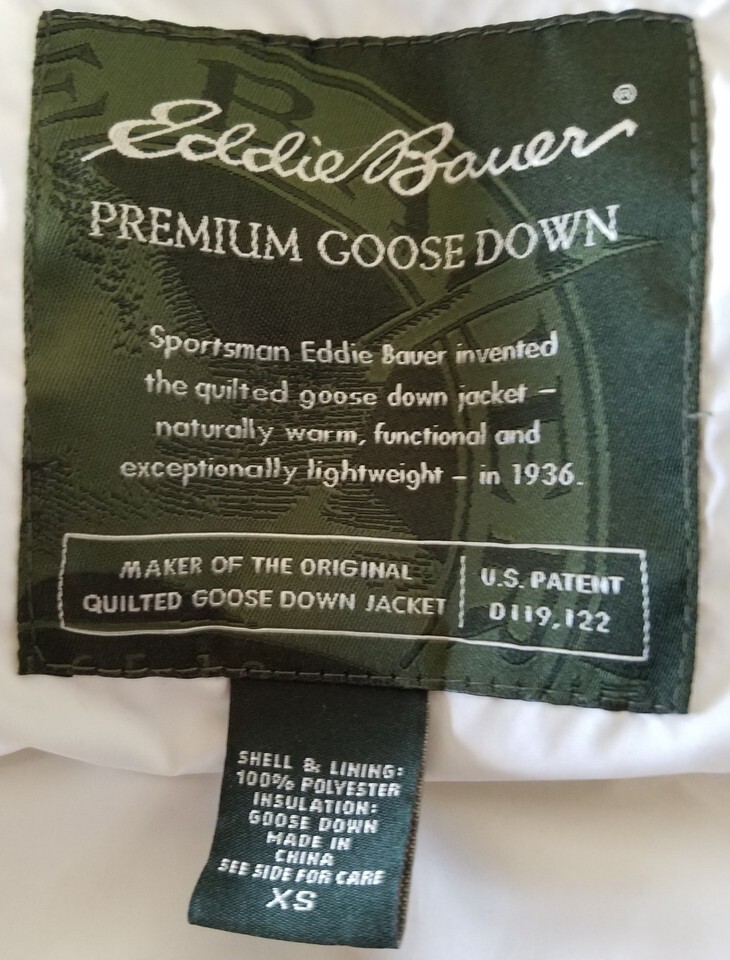 Eddie Bauer®
PREMIUM GOOSE DOWN
Sportsman Eddie Bauer invented
the quilted goose down jacket –
naturally warm, functional and
exceptionally lightweight – in 1936.
MAKER OF THE ORIGINAL
QUILTED GOOSE DOWN JACKET
U.S. PATENT
D119,122
SHELL & LINING:
100% POLYESTER
INSULATION:
GOOSE DOWN
MADE IN
CHINA
SEE SIDE FOR CARE
XS